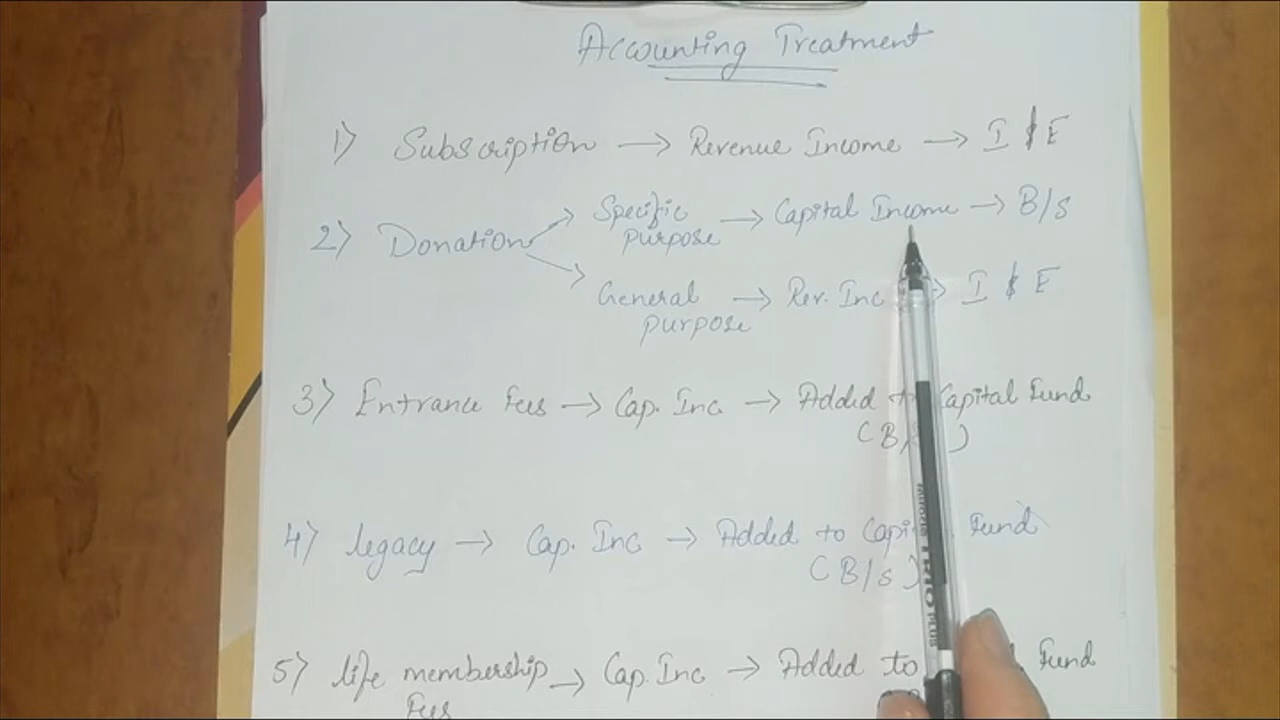 Accounting Treatment
1) Subscription → Revenue Income → I & E
2) Donation → Specific purpose → Capital Income → B/s
→ General purpose → Rev. Inc → I & E
3) Entrance Fees → Cap. Inc → Added Capital Fund
(B/ )
4) legacy → Cap. Inc → Added to Fund
(B/s)
5) life membership Fees → Cap. Inc → Added to Fund
TRIO PLUS